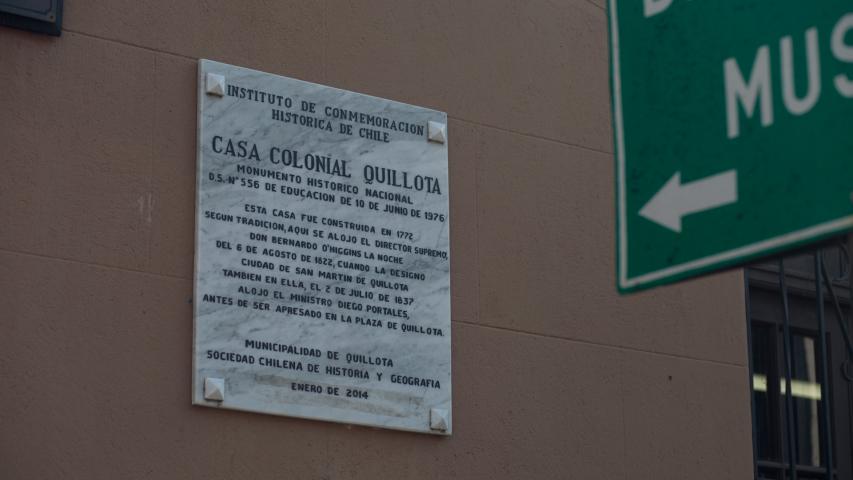 INSTITUTO DE CONMEMORACION
HISTORICA DE CHILE
CASA COLONIAL QUILLOTA
MONUMENTO HISTORICO NACIONAL
D.S. N° 556 DE EDUCACION DE 10 DE JUNIO DE 1976
ESTA CASA FUE CONSTRUIDA EN 1772
SEGUN TRADICION, AQUI SE ALOJO EL DIRECTOR SUPREMO,
DON BERNARDO O'HIGGINS LA NOCHE
DEL 6 DE AGOSTO DE 1822, CUANDO LA DESIGNO
CIUDAD DE SAN MARTIN DE QUILLOTA
TAMBIEN EN ELLA, EL 2 DE JULIO DE 1837
ALOJO EL MINISTRO DIEGO PORTALES,
ANTES DE SER APRESADO EN LA PLAZA DE QUILLOTA.
MUNICIPALIDAD DE QUILLOTA
SOCIEDAD CHILENA DE HISTORIA Y GEOGRAFIA
ENERO DE 2014
MUS